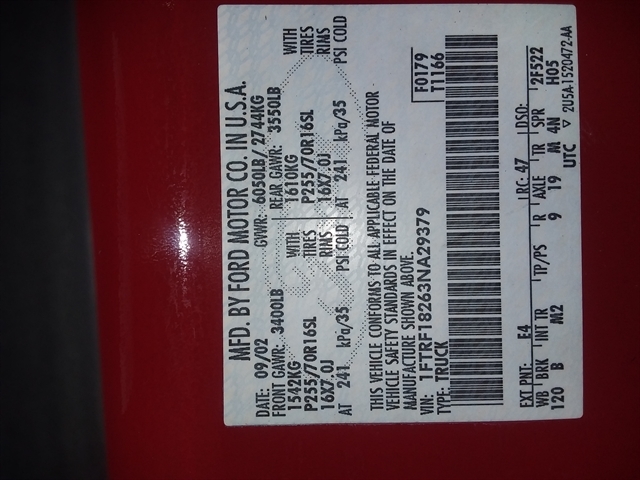 MFD. BY FORD MOTOR CO. IN U.S.A.
DATE: 09/02 GVWR: 6050LB/ 2744KG
FRONT GAWR: 3400LB REAR GAWR: 3550LB
1542KG WITH 1610KG WITH
P255/70R16SL TIRES P255/70R16SL TIRES
16X7.0J RIMS 16X7.0J RIMS
AT 241 kPa/35 PSI COLD AT 241 kPa/35 PSI COLD
THIS VEHICLE CONFORMS TO ALL APPLICABLE FEDERAL MOTOR
VEHICLE SAFETY STANDARDS IN EFFECT ON THE DATE OF
MANUFACTURE SHOWN ABOVE.
VIN: 1FTRF18263NA29379 F0179
TYPE: TRUCK T1166
EXT PNT: E4 RC: 47 DSO:
WB BRK INT TR TP/PS R AXLE TR SPR 2F522
120 B M2 9 19 M 4N H05
UTC ▽ 2U5A-1520472-AA